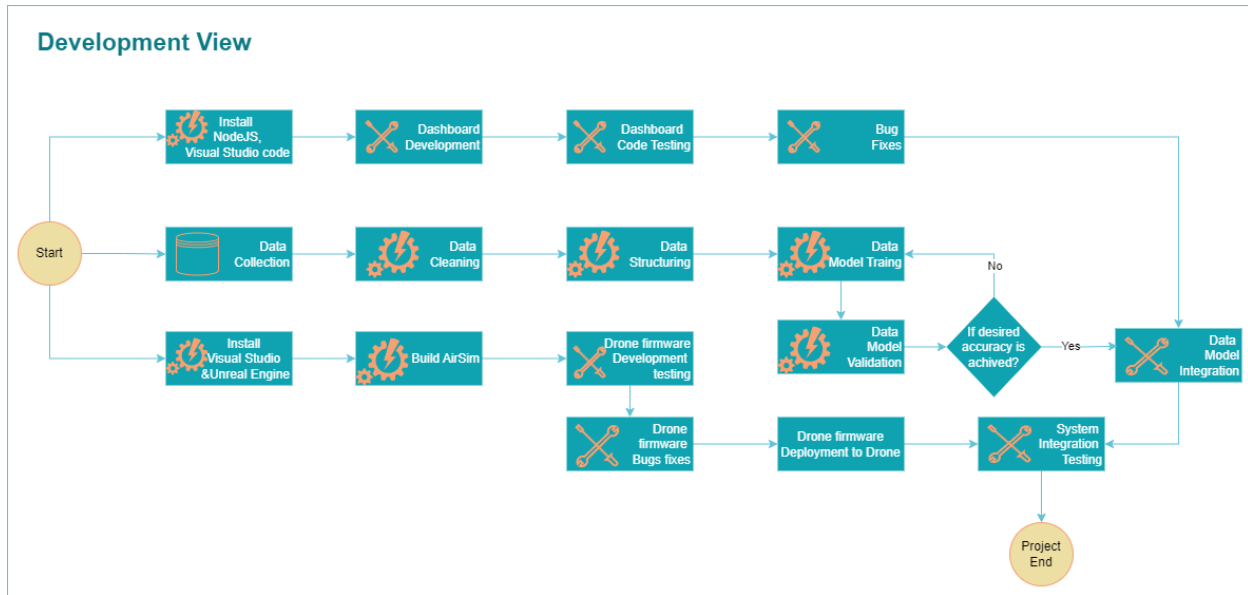 Development View
Install
NodeJS,
Visual Studio code
Dashboard
Development
Dashboard
Code Testing
Bug
Fixes
Start
Data
Collection
Data
Cleaning
Data
Structuring
Data
Model Traing
No
Install
Visual Studio
&Unreal Engine
Build AirSim
Drone firmware
Development
testing
Data
Model
Validation
If desired
accuracy is
achived?
Yes
Data
Model
Integration
Drone
firmware
Bugs fixes
Drone firmware
Deployment to Drone
System
Integration
Testing
Project
End